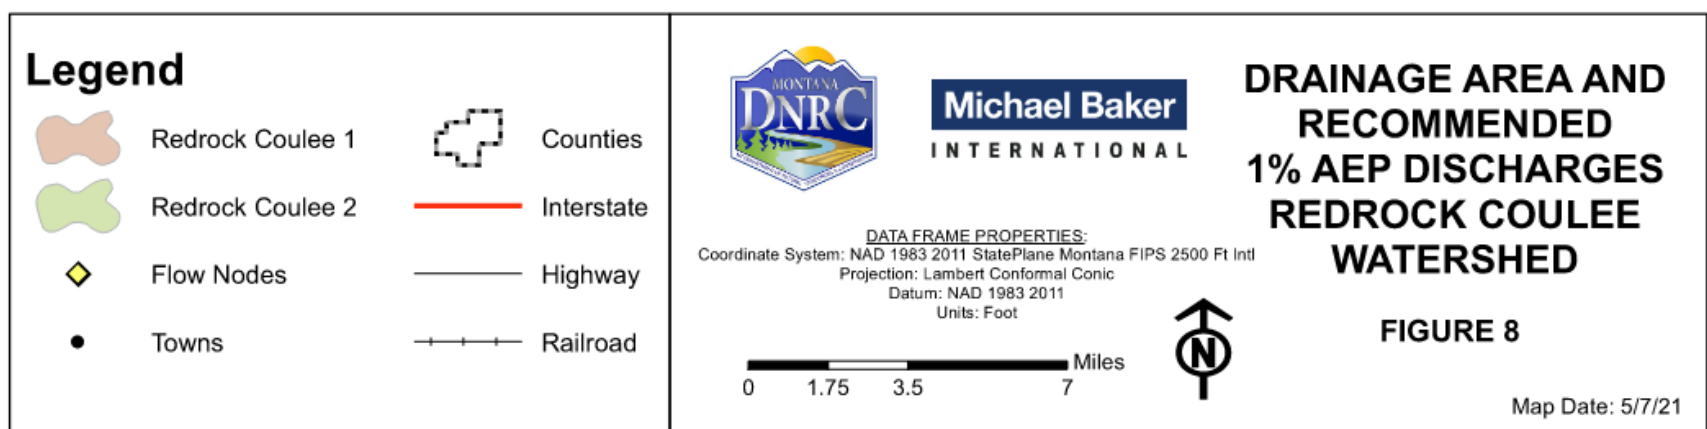 Legend
Redrock Coulee 1
Redrock Coulee 2
Flow Nodes
Towns
Counties
Interstate
Highway
Railroad
MONTANA
DNRC
Michael Baker
INTERNATIONAL
DATA FRAME PROPERTIES:
Coordinate System: NAD 1983 2011 StatePlane Montana FIPS 2500 Ft Intl
Projection: Lambert Conformal Conic
Datum: NAD 1983 2011
Units: Foot
0 1.75 3.5 7 Miles
N
DRAINAGE AREA AND
RECOMMENDED
1% AEP DISCHARGES
REDROCK COULEE
WATERSHED
FIGURE 8
Map Date: 5/7/21